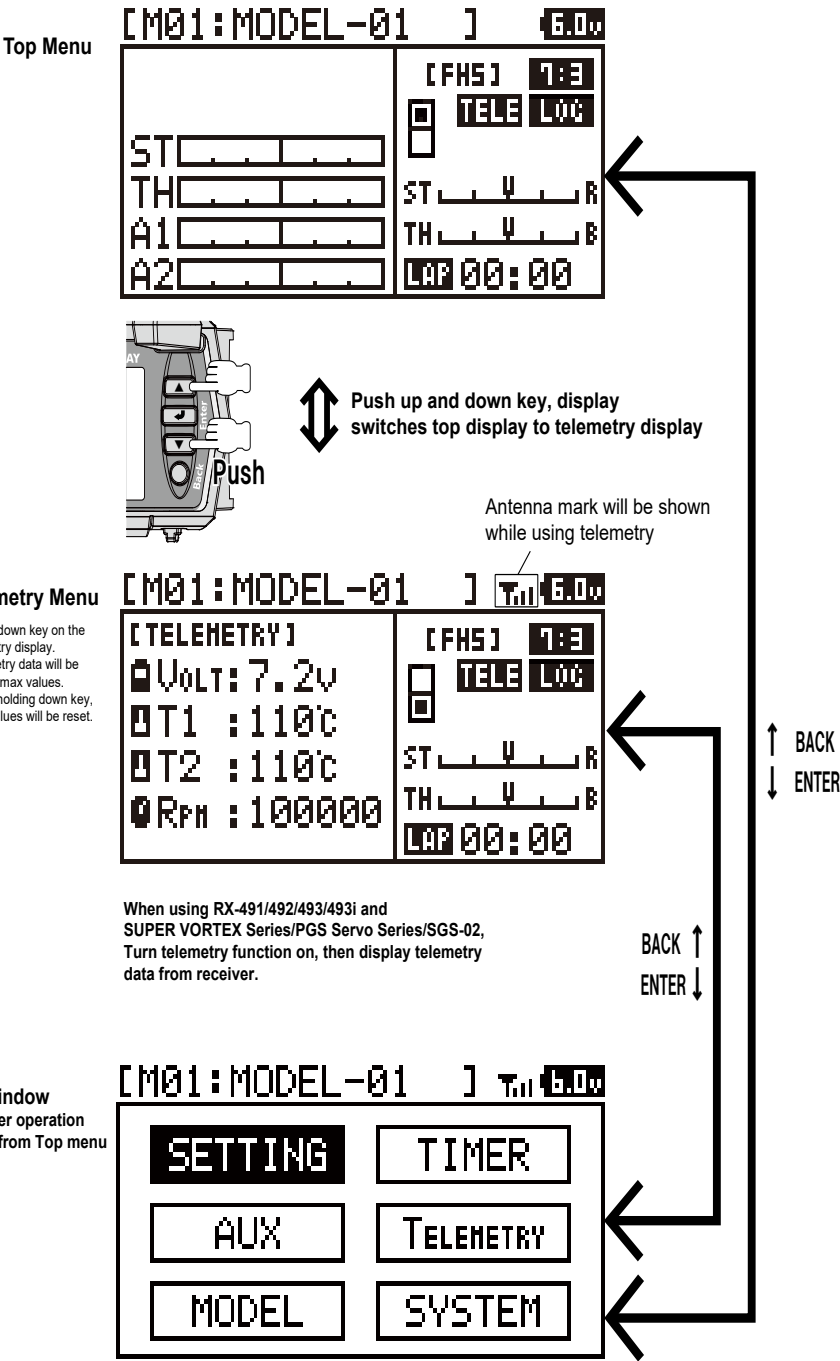 Top Menu
[M01:MODEL-01 ] 6.0v
[FHS] 7:3
TELE LOG
ST
TH
A1
A2
ST R
TH B
LAP 00:00
AY
Enter
Back
Push
Push up and down key, display
switches top display to telemetry display
Antenna mark will be shown
while using telemetry
metry Menu
down key on the
try display.
etry data will be
max values.
holding down key,
lues will be reset.
[M01:MODEL-01 ] 6.0v
[TELEMETRY]
VOLT:7.2v
T1 :110℃
T2 :110℃
RPM :100000
[FHS] 7:3
TELE LOG
ST R
TH B
LAP 00:00
BACK
ENTER
When using RX-491/492/493/493i and
SUPER VORTEX Series/PGS Servo Series/SGS-02,
Turn telemetry function on, then display telemetry
data from receiver.
BACK
ENTER
indow
er operation
from Top menu
[M01:MODEL-01 ] 6.0v
SETTING TIMER
AUX TELEMETRY
MODEL SYSTEM